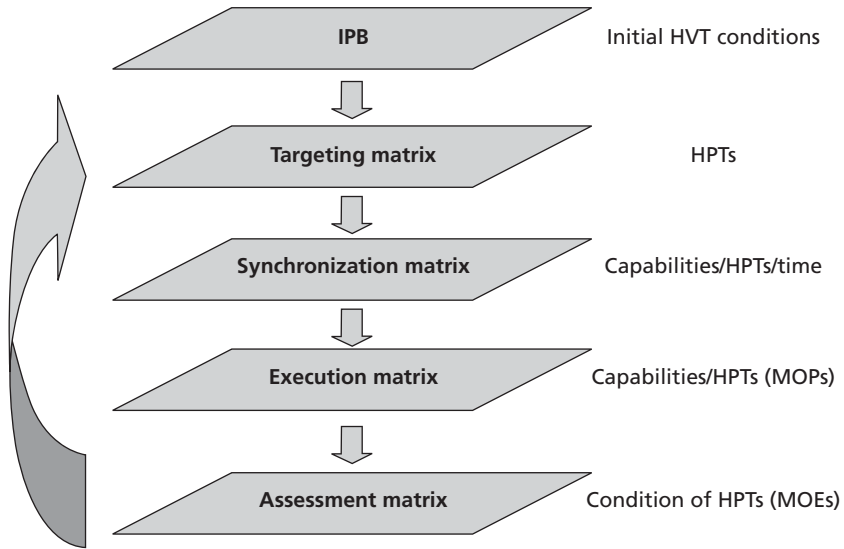 IPB
Initial HVT conditions
Targeting matrix
HPTs
Synchronization matrix
Capabilities/HPTs/time
Execution matrix
Capabilities/HPTs (MOPs)
Assessment matrix
Condition of HPTs (MOEs)